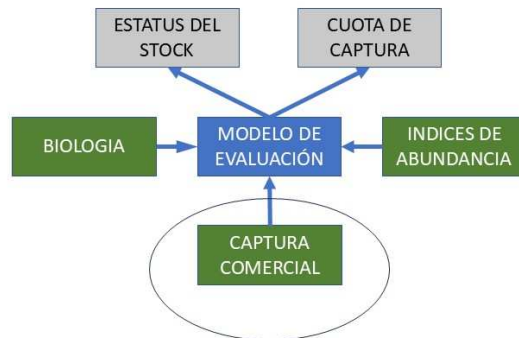 ESTATUS DEL
STOCK
CUOTA DE
CAPTURA
BIOLOGIA
MODELO DE
EVALUACIÓN
INDICES DE
ABUNDANCIA
CAPTURA
COMERCIAL